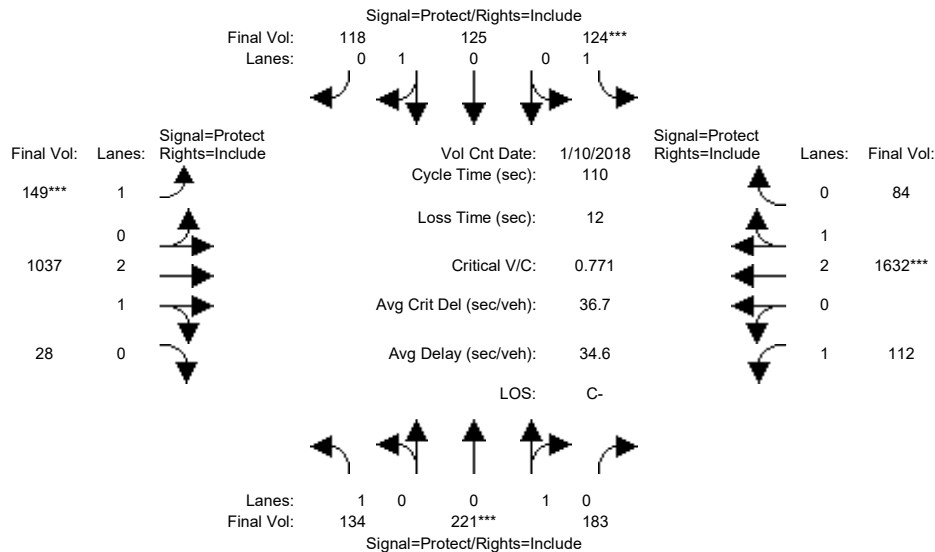 Signal=Protect/Rights=Include
Final Vol: 118 125 124***
Lanes: 0 1 0 0 1
Signal=Protect
Final Vol: Lanes: Rights=Include
Vol Cnt Date: 1/10/2018
Signal=Protect
Rights=Include Lanes: Final Vol:
Cycle Time (sec): 110
149*** 1
0 84
Loss Time (sec): 12
0
1
1037 2
Critical V/C: 0.771
2 1632***
1
Avg Crit Del (sec/veh): 36.7
0
28 0
Avg Delay (sec/veh): 34.6
1 112
LOS: C-
Lanes: 1 0 0 1 0
Final Vol: 134 221*** 183
Signal=Protect/Rights=Include